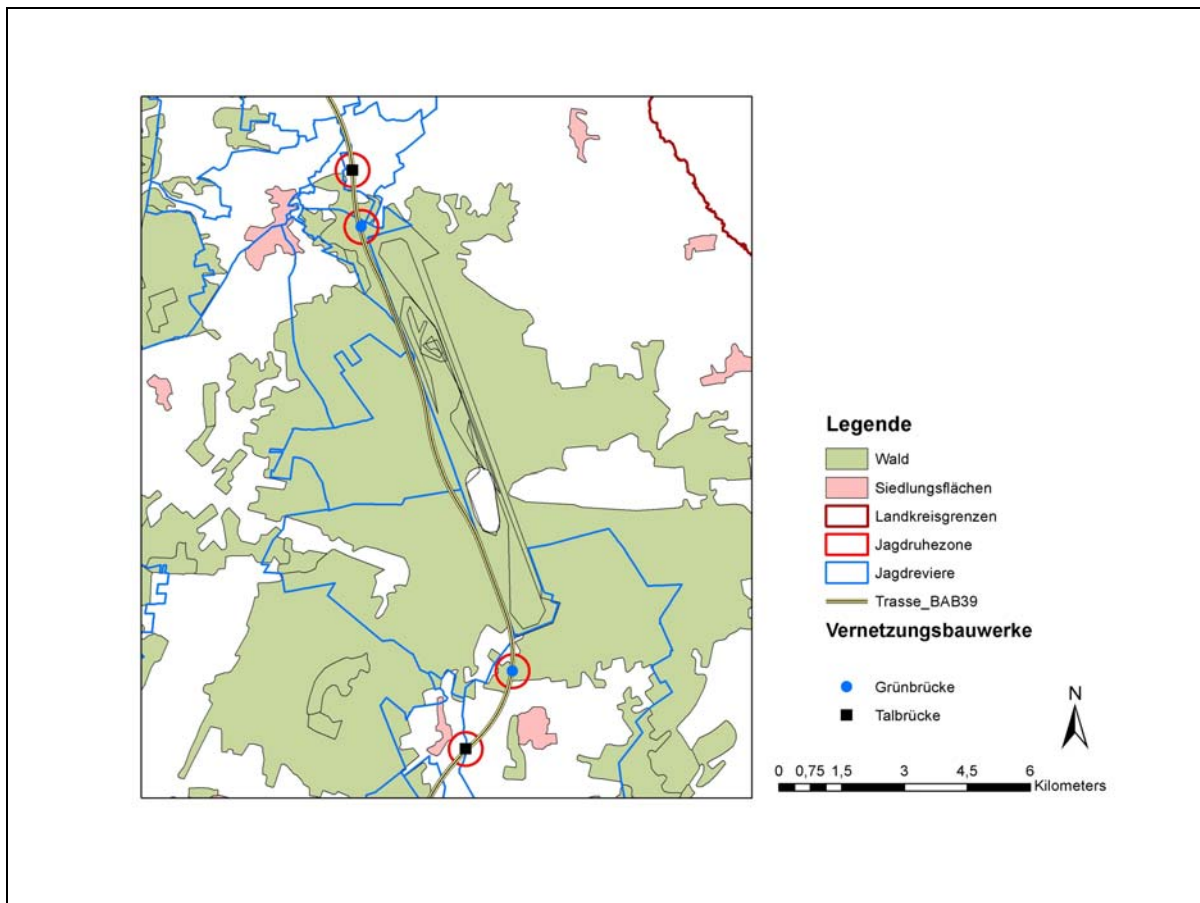 Legende
Wald
Siedlungsflächen
Landkreisgrenzen
Jagdruhezone
Jagdreviere
Trasse_BAB39
Vernetzungsbauwerke
Grünbrücke
Talbrücke
N
0 0,75 1,5 3 4,5 6
Kilometers